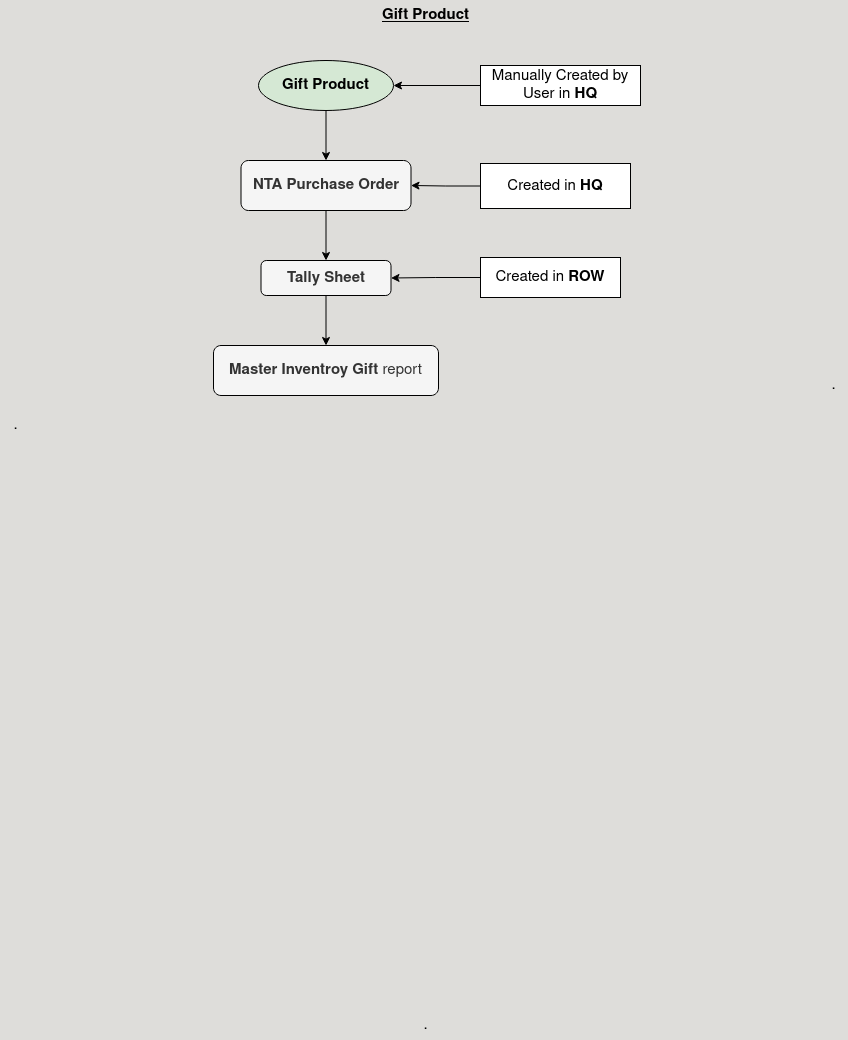 Gift Product
Gift Product
Manually Created by
User in HQ
NTA Purchase Order
Created in HQ
Tally Sheet
Created in ROW
Master Inventroy Gift report
.
.
.